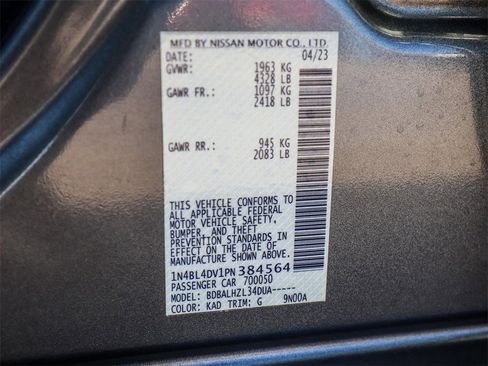 MFD BY NISSAN MOTOR CO., LTD.
DATE: 04/23
GVWR: 1963 KG
4328 LB
GAWR FR.: 1097 KG
2418 LB
GAWR RR.: 945 KG
2083 LB
THIS VEHICLE CONFORMS TO
ALL APPLICABLE FEDERAL
MOTOR VEHICLE SAFETY,
BUMPER, AND THEFT
PREVENTION STANDARDS IN
EFFECT ON THE DATE OF
MANUFACTURE SHOWN ABOVE.
1N4BL4DV1PN384564
PASSENGER CAR 7000S0
MODEL: BDBALHZL34DUA-----
COLOR: KAD TRIM: G 9N00A